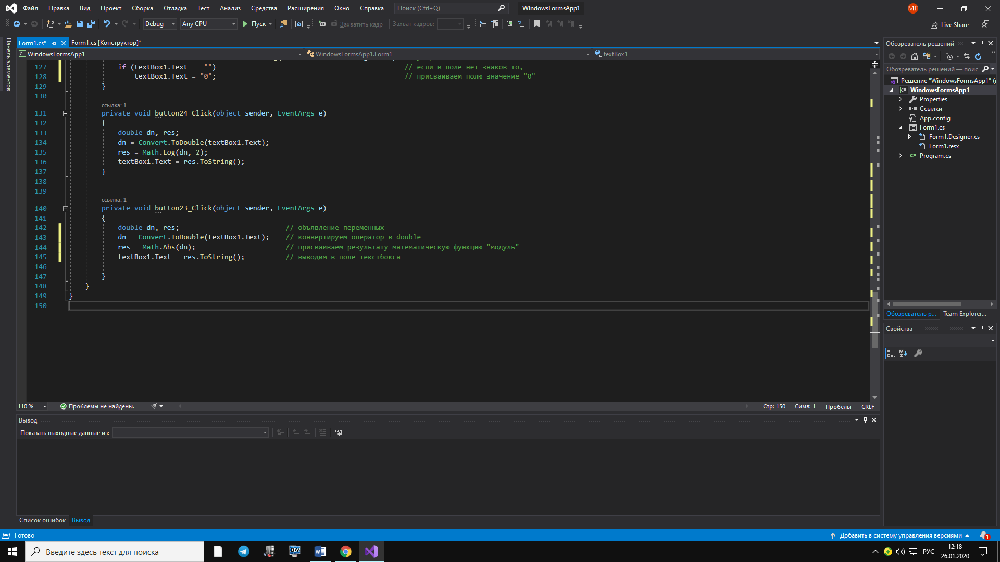 Файл Правка Вид Проект Сборка Отладка Тест Анализ Средства Расширения Окно Справка Поиск (Ctrl+Q) WindowsFormsApp1 МГ
Debug Any CPU Пуск Захватить кадр Захват кадров: Live Share
Панель элементов
Form1.cs* Form1.cs [Конструктор]*
C# WindowsFormsApp1 WindowsFormsApp1.Form1 textBox1
127 if (textBox1.Text == "") // если в поле нет знаков то,
128 textBox1.Text = "0"; // присваиваем полю значение "0"
129 }
130
ссылка: 1
131 private void button24_Click(object sender, EventArgs e)
132 {
133 double dn, res;
134 dn = Convert.ToDouble(textBox1.Text);
135 res = Math.Log(dn, 2);
136 textBox1.Text = res.ToString();
137 }
138
139
ссылка: 1
140 private void button23_Click(object sender, EventArgs e)
141 {
142 double dn, res; // объявление переменных
143 dn = Convert.ToDouble(textBox1.Text); // конвертируем оператор в double
144 res = Math.Abs(dn); // присваиваем результату математическую функцию "модуль"
145 textBox1.Text = res.ToString(); // выводим в поле текстбокса
146
147 }
148 }
149 }
150
110 % Проблемы не найдены. Стр: 150 Симв: 1 Пробелы CRLF
Вывод
Показать выходные данные из:
Список ошибок Вывод
Обозреватель решений
Обозреватель решений — поис
Решение "WindowsFormsApp1" (
C# WindowsFormsApp1
Properties
Ссылки
App.config
Form1.cs
Form1.Designer.cs
Form1.resx
C# Program.cs
Обозреватель р... Team Explorer...
Свойства
Готово Добавить в систему управления версиями 1
Введите здесь текст для поиска РУС 12:18
26.01.2020